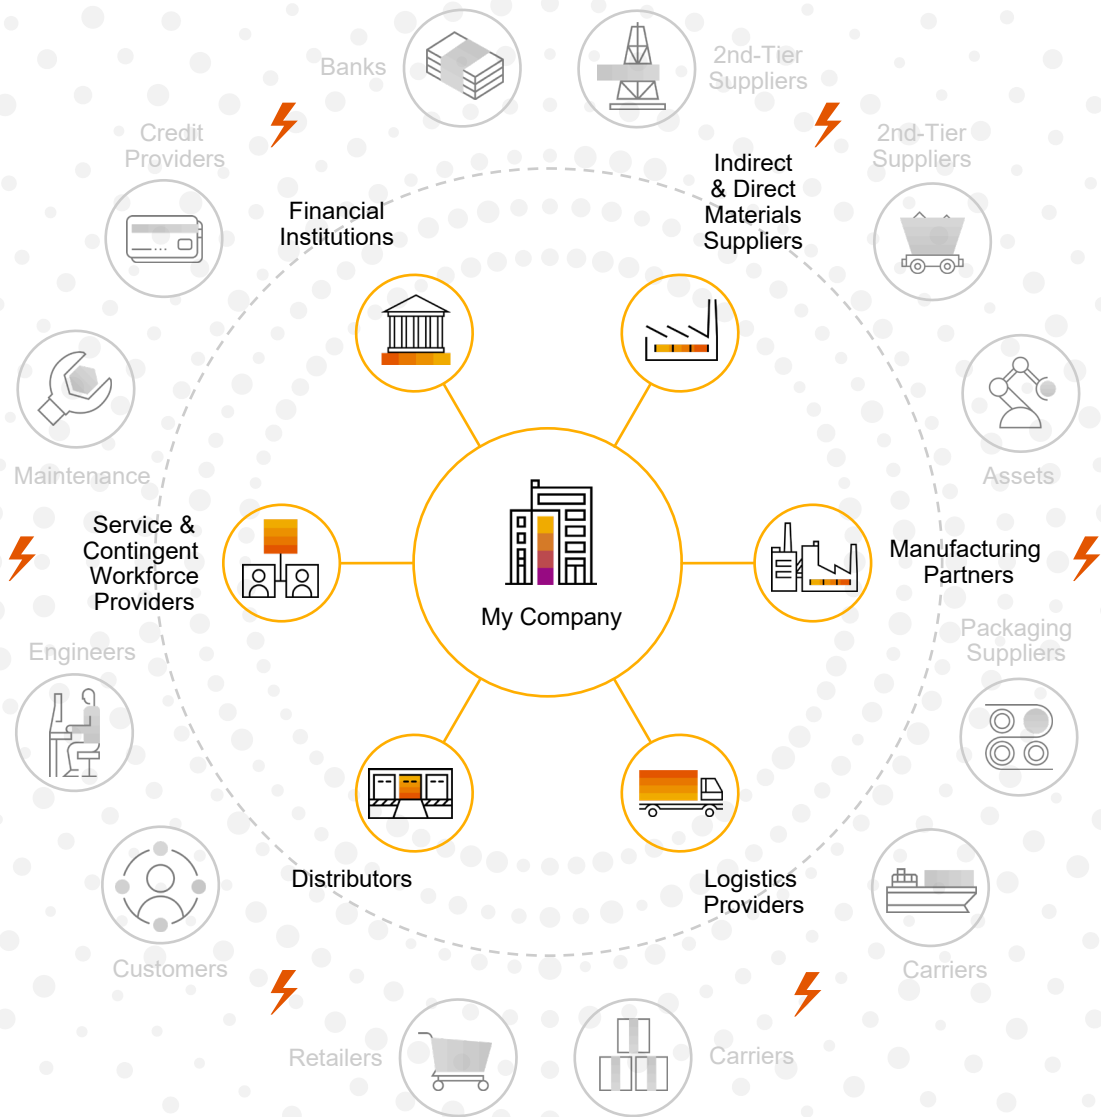 Banks
2nd-Tier
Suppliers
Credit
Providers
2nd-Tier
Suppliers
Indirect
& Direct
Materials
Suppliers
Financial
Institutions
Maintenance
Assets
Service &
Contingent
Workforce
Providers
Manufacturing
Partners
My Company
Engineers
Packaging
Suppliers
Distributors
Logistics
Providers
Customers
Carriers
Retailers
Carriers